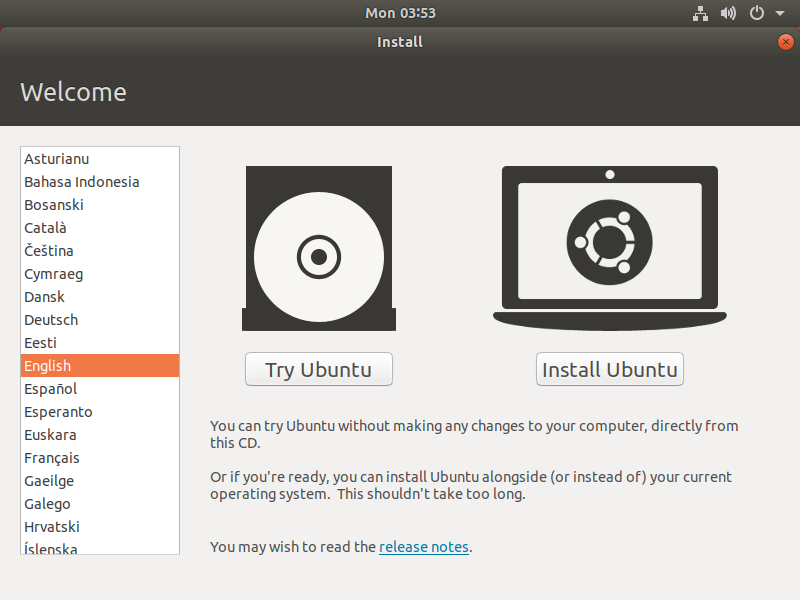 Mon 03:53
Install
Welcome
Asturianu
Bahasa Indonesia
Bosanski
Català
Čeština
Cymraeg
Dansk
Deutsch
Eesti
English
Español
Esperanto
Euskara
Français
Gaeilge
Galego
Hrvatski
Íslenska
Try Ubuntu
Install Ubuntu
You can try Ubuntu without making any changes to your computer, directly from
this CD.
Or if you're ready, you can install Ubuntu alongside (or instead of) your current
operating system.  This shouldn't take too long.
You may wish to read the release notes.